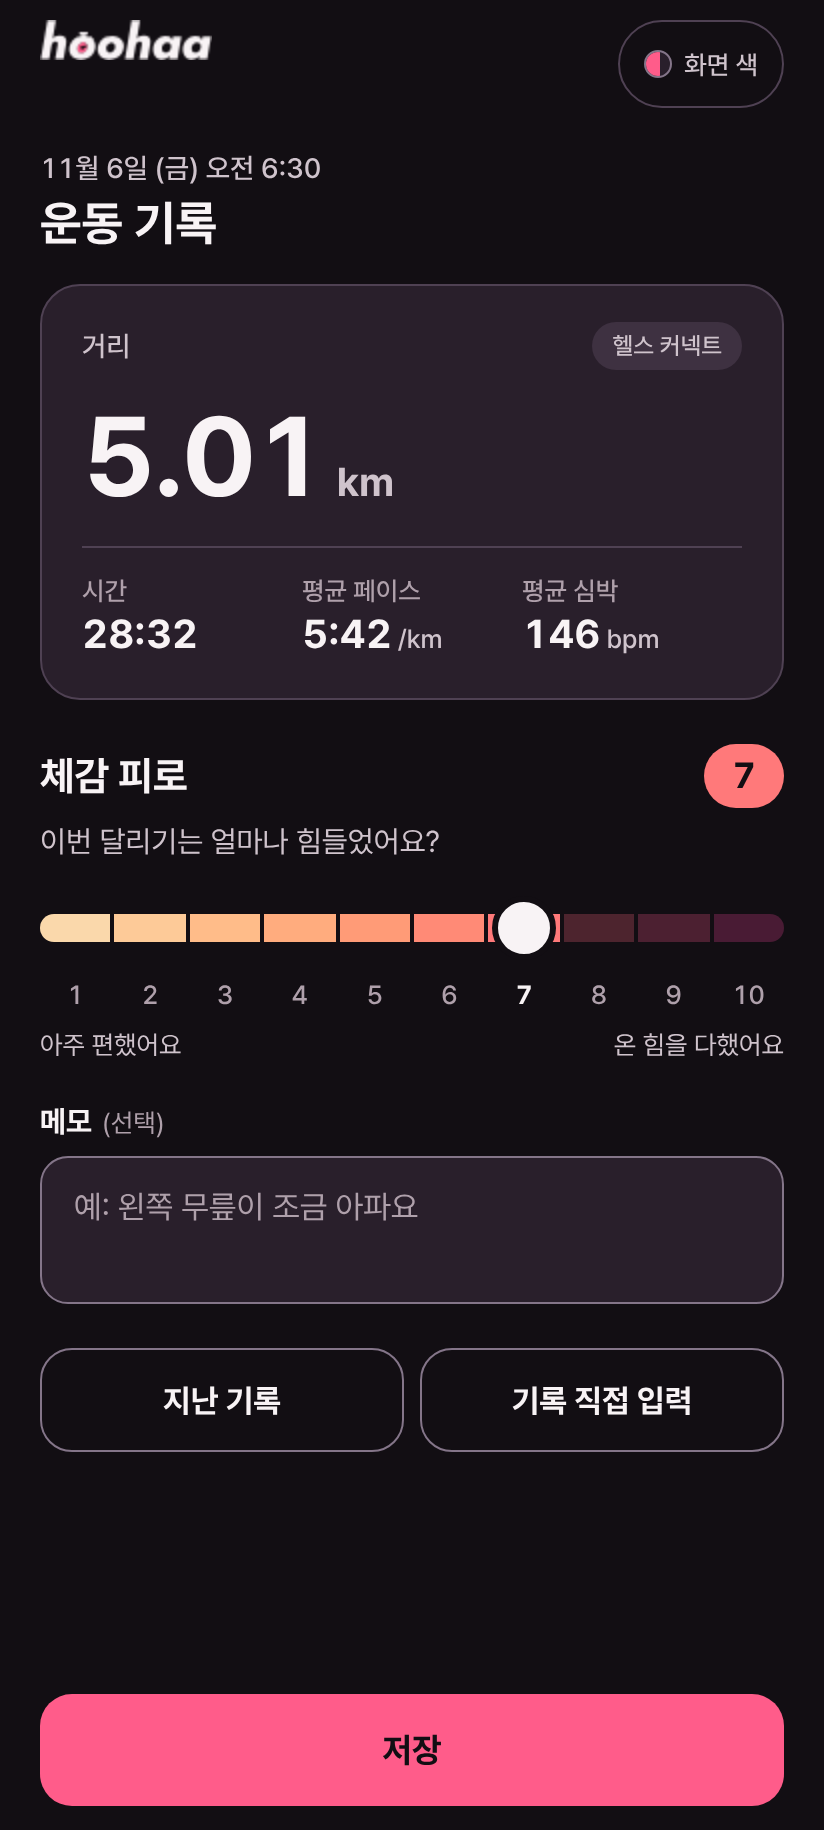 hoohaa
화면 색
11월 6일 (금) 오전 6:30
운동 기록
거리
헬스 커넥트
5.01 km
시간
평균 페이스
평균 심박
28:32
5:42 /km
146 bpm
체감 피로
7
이번 달리기는 얼마나 힘들었어요?
1 2 3 4 5 6 7 8 9 10
아주 편했어요
온 힘을 다했어요
메모 (선택)
예: 왼쪽 무릎이 조금 아파요
지난 기록
기록 직접 입력
저장